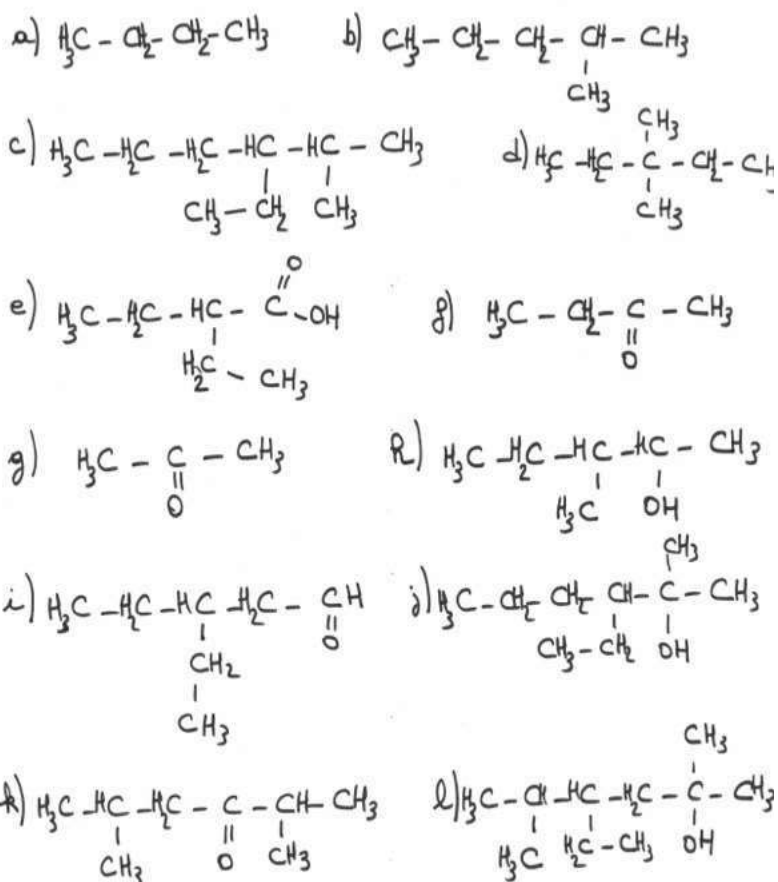 a) H3C - CH2 - CH2 - CH3 b) CH3 - CH2 - CH2 - CH - CH3
CH3
c) H3C - H2C - H2C - HC - HC - CH3
CH3 - CH2 CH3
CH3
d) H3C - H2C - C - CH2 - CH3
CH3
O
e) H3C - H2C - HC - C - OH
H2C - CH3
f) H3C - CH2 - C - CH3
O
g) H3C - C - CH3
O
h) H3C - H2C - HC - HC - CH3
H3C OH
i) H3C - H2C - HC - H2C - CH
O
CH2
CH3
CH3
j) H3C - CH2 - CH2 - CH - C - CH3
CH3 - CH2 OH
k) H3C - HC - H2C - C - CH - CH3
CH3 O CH3
CH3
l) H3C - CH - HC - H2C - C - CH3
H3C H2C - CH3 OH